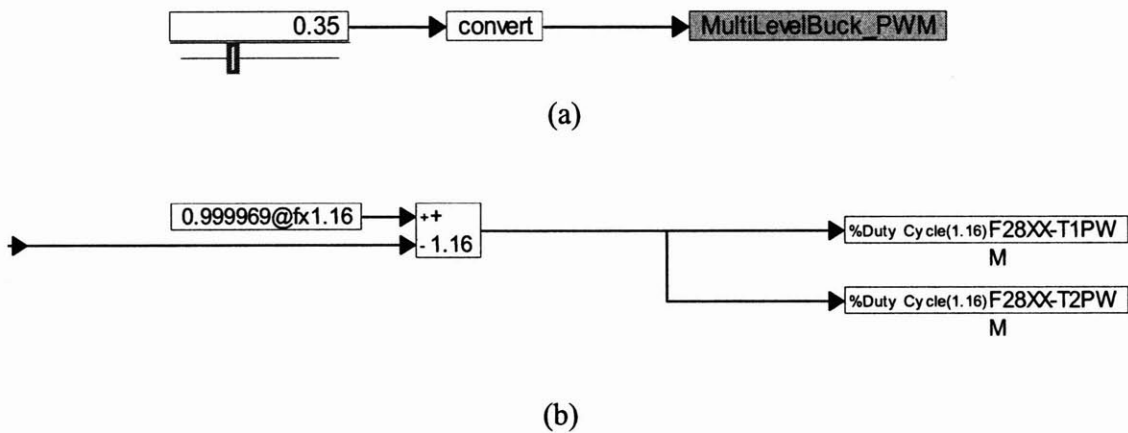 0.35 convert MultiLevelBuck_PWM
(a)
0.999969@fx1.16 ++
- 1.16
%Duty Cycle(1.16) F28XX-T1PW
M
%Duty Cycle(1.16) F28XX-T2PW
M
(b)